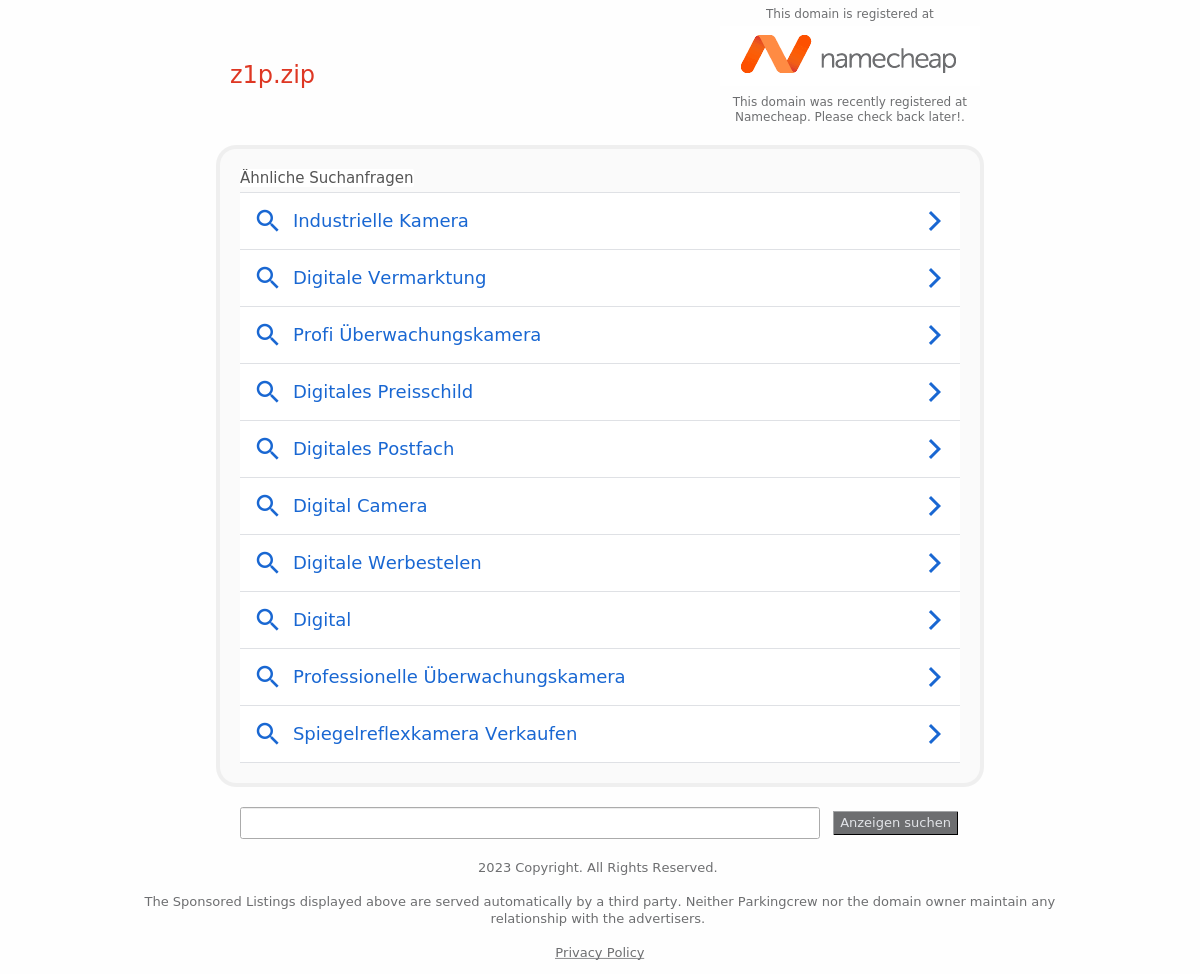 This domain is registered at
namecheap
z1p.zip
This domain was recently registered at
Namecheap. Please check back later!.
Ähnliche Suchanfragen
Industrielle Kamera
Digitale Vermarktung
Profi Überwachungskamera
Digitales Preisschild
Digitales Postfach
Digital Camera
Digitale Werbestelen
Digital
Professionelle Überwachungskamera
Spiegelreflexkamera Verkaufen
Anzeigen suchen
2023 Copyright. All Rights Reserved.
The Sponsored Listings displayed above are served automatically by a third party. Neither Parkingcrew nor the domain owner maintain any
relationship with the advertisers.
Privacy Policy